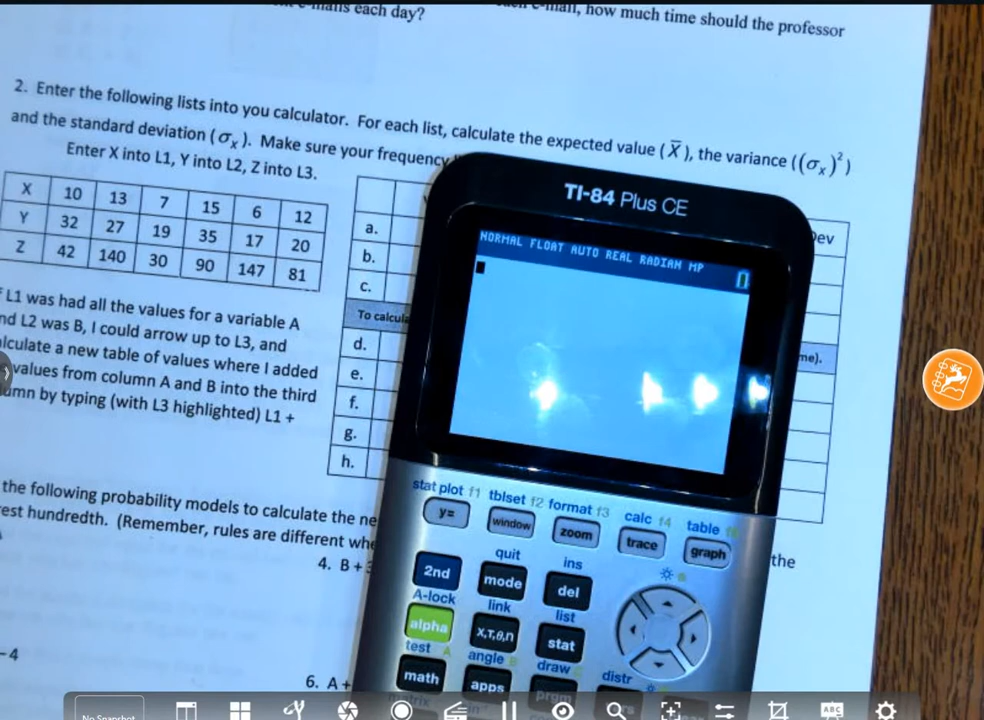 e-mails each day?
e-mail, how much time should the professor
2. Enter the following lists into you calculator. For each list, calculate the expected value (X̅), the variance ((σₓ)²)
and the standard deviation (σₓ). Make sure your frequency
Enter X into L1, Y into L2, Z into L3.
X 10 13 7 15 6 12
Y 32 27 19 35 17 20
Z 42 140 30 90 147 81
a.
b.
c.
To calcula
d.
e.
f.
g.
h.
Dev
me).
L1 was had all the values for a variable A
nd L2 was B, I could arrow up to L3, and
alculate a new table of values where I added
values from column A and B into the third
umn by typing (with L3 highlighted) L1 +
the following probability models to calculate the ne
rest hundredth. (Remember, rules are different whe
the
4. B +
-4
6. A +
TI-84 Plus CE
NORMAL FLOAT AUTO REAL RADIAN MP
stat plot f1 tblset f2 format f3 calc f4 table
y= window zoom trace graph
quit ins
2nd mode del
A-lock link list
alpha X,T,θ,n stat
test A angle draw distr
math apps prgm
matrix
No Snapshot
ABC